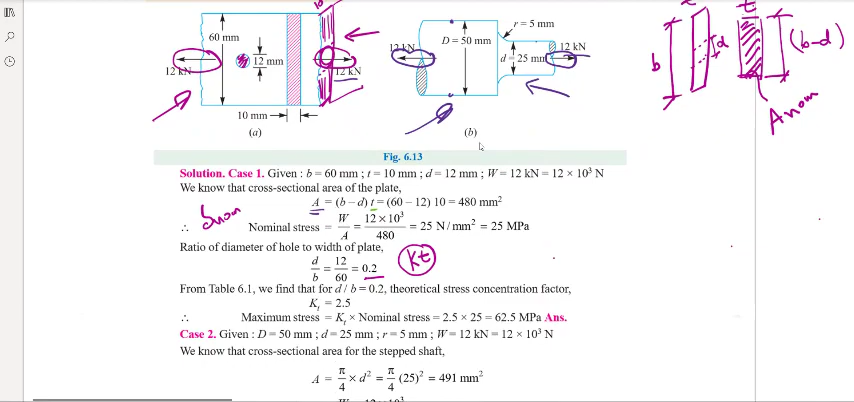 60 mm
12 mm
12 kN
12 kN
10 mm
(a)
r = 5 mm
D = 50 mm
d = 25 mm
12 kN
12 kN
(b)
b
d
t
(b-d)
Anom
Fig. 6.13
Solution. Case 1. Given : b = 60 mm ; t = 10 mm ; d = 12 mm ; W = 12 kN = 12 × 10³ N
We know that cross-sectional area of the plate,
A = (b – d) t = (60 – 12) 10 = 480 mm²
∴ Nominal stress = W/A = 12 × 10³/480 = 25 N/mm² = 25 MPa
Ratio of diameter of hole to width of plate,
d/b = 12/60 = 0.2
Kt
From Table 6.1, we find that for d / b = 0.2, theoretical stress concentration factor,
Kt = 2.5
∴ Maximum stress = Kt × Nominal stress = 2.5 × 25 = 62.5 MPa Ans.
Case 2. Given : D = 50 mm ; d = 25 mm ; r = 5 mm ; W = 12 kN = 12 × 10³ N
We know that cross-sectional area for the stepped shaft,
A = π/4 × d² = π/4 (25)² = 491 mm²